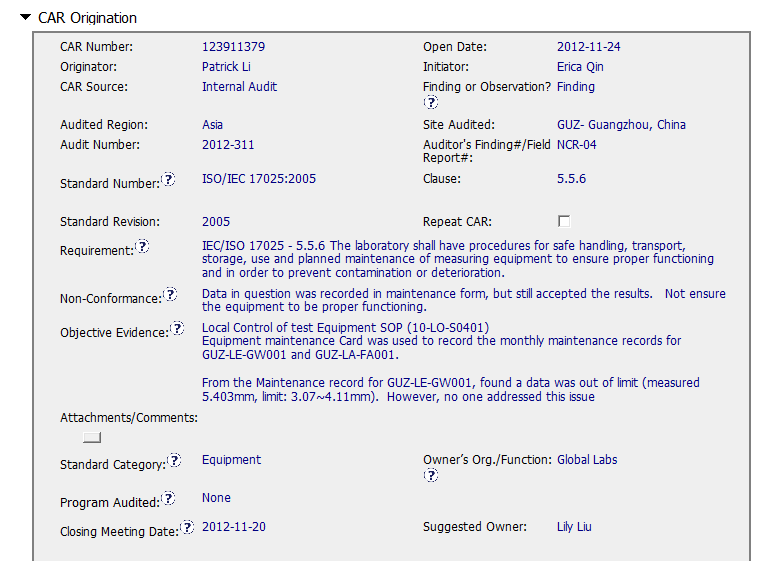 CAR Origination
CAR Number: 123911379 Open Date: 2012-11-24
Originator: Patrick Li Initiator: Erica Qin
CAR Source: Internal Audit Finding or Observation? Finding
?
Audited Region: Asia Site Audited: GUZ- Guangzhou, China
Audit Number: 2012-311 Auditor's Finding#/Field NCR-04
Report#:
Standard Number: ? ISO/IEC 17025:2005 Clause: 5.5.6
Standard Revision: 2005 Repeat CAR:
Requirement: ? IEC/ISO 17025 - 5.5.6 The laboratory shall have procedures for safe handling, transport,
storage, use and planned maintenance of measuring equipment to ensure proper functioning
and in order to prevent contamination or deterioration.
Non-Conformance: ? Data in question was recorded in maintenance form, but still accepted the results. Not ensure
the equipment to be proper functioning.
Objective Evidence: ? Local Control of test Equipment SOP (10-LO-S0401)
Equipment maintenance Card was used to record the monthly maintenance records for
GUZ-LE-GW001 and GUZ-LA-FA001.
From the Maintenance record for GUZ-LE-GW001, found a data was out of limit (measured
5.403mm, limit: 3.07~4.11mm). However, no one addressed this issue
Attachments/Comments:
Standard Category: ? Equipment Owner's Org./Function: Global Labs
?
Program Audited: ? None
Closing Meeting Date: ? 2012-11-20 Suggested Owner: Lily Liu